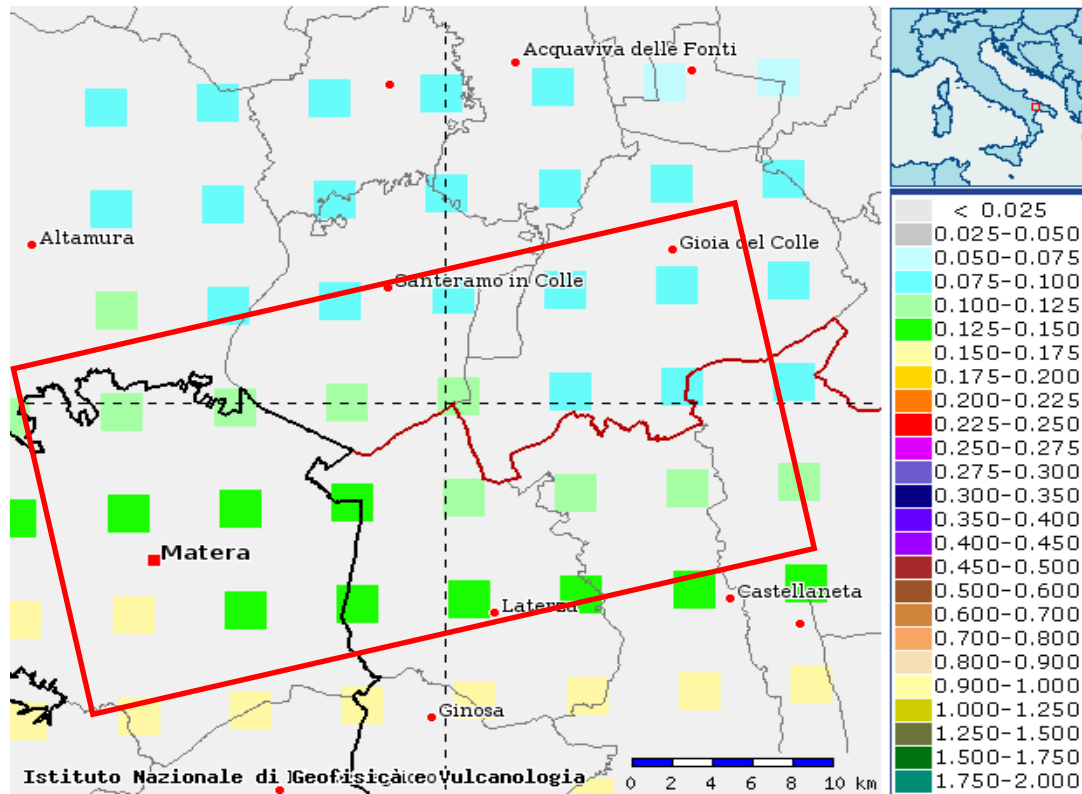 Acquaviva delle Fonti
Altamura
Gioia del Colle
Santeramo in Colle
Matera
Laterza
Castellaneta
Ginosa
Istituto Nazionale di Geofisica e Vulcanologia
0 2 4 6 8 10 km
< 0.025
0.025-0.050
0.050-0.075
0.075-0.100
0.100-0.125
0.125-0.150
0.150-0.175
0.175-0.200
0.200-0.225
0.225-0.250
0.250-0.275
0.275-0.300
0.300-0.350
0.350-0.400
0.400-0.450
0.450-0.500
0.500-0.600
0.600-0.700
0.700-0.800
0.800-0.900
0.900-1.000
1.000-1.250
1.250-1.500
1.500-1.750
1.750-2.000